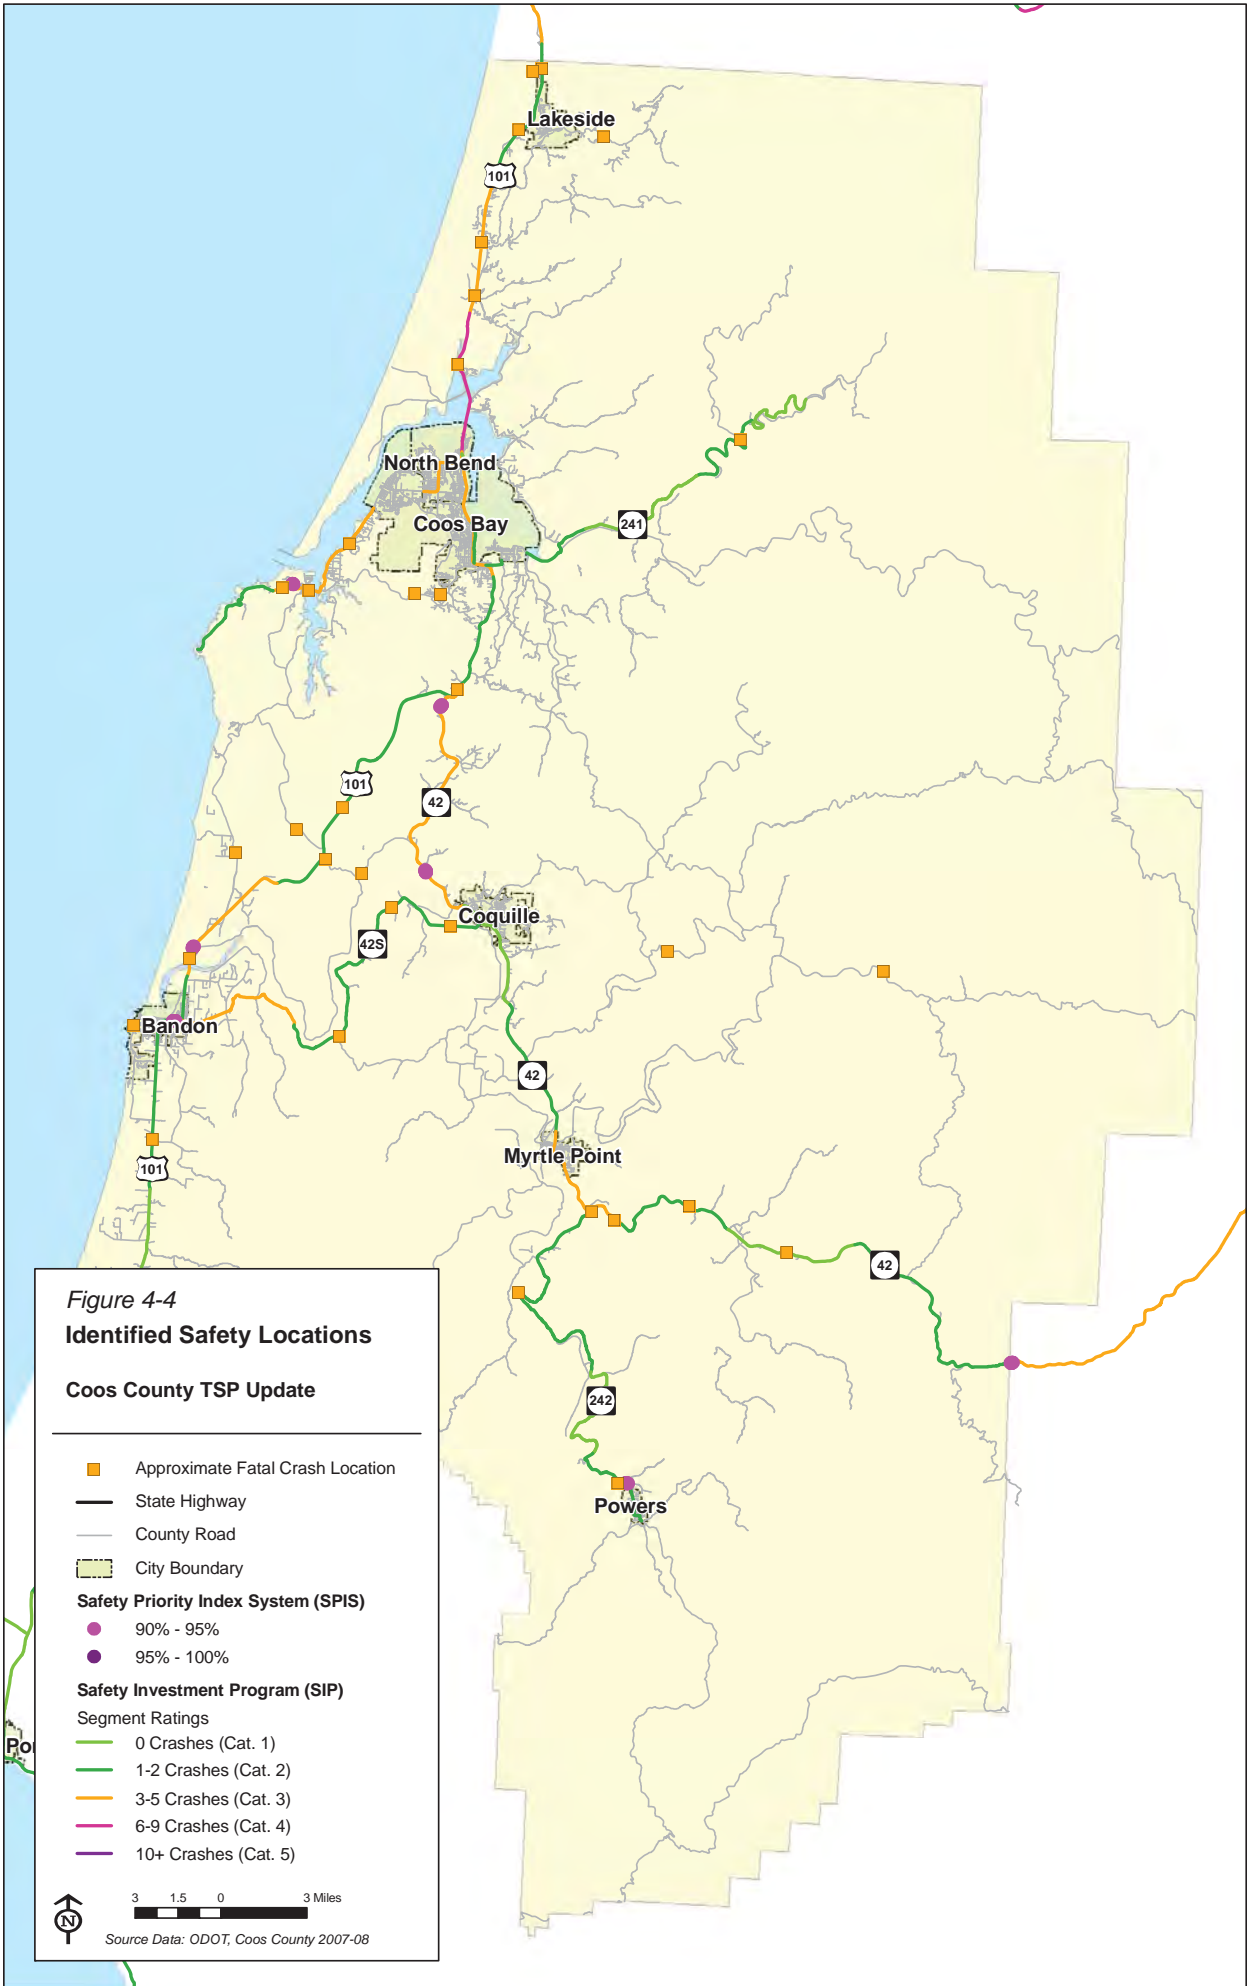 Lakeside
101
North Bend
Coos Bay
241
101
42
Coquille
42S
Bandon
42
Myrtle Point
101
42
242
Powers
Figure 4-4
Identified Safety Locations
Coos County TSP Update
Approximate Fatal Crash Location
State Highway
County Road
City Boundary
Safety Priority Index System (SPIS)
90% - 95%
95% - 100%
Safety Investment Program (SIP)
Segment Ratings
0 Crashes (Cat. 1)
1-2 Crashes (Cat. 2)
3-5 Crashes (Cat. 3)
6-9 Crashes (Cat. 4)
10+ Crashes (Cat. 5)
Por
3 1.5 0 3 Miles
N
Source Data: ODOT, Coos County 2007-08